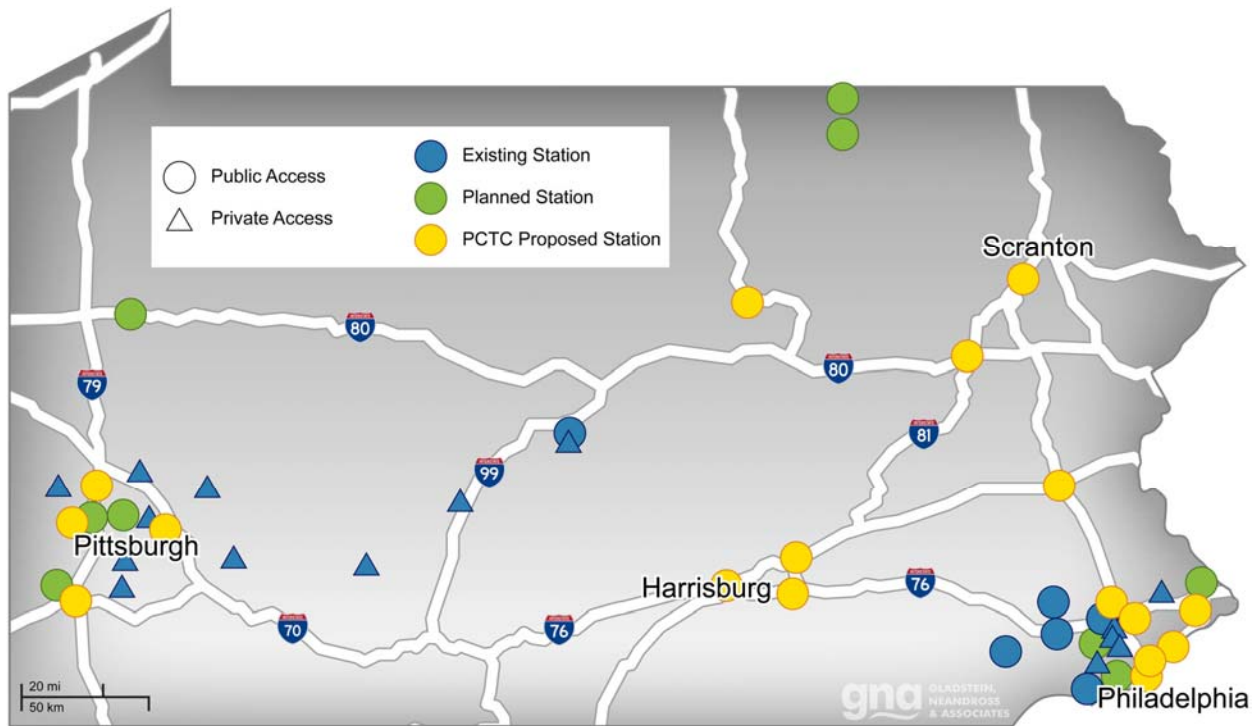 Public Access
Private Access
Existing Station
Planned Station
PCTC Proposed Station
Scranton
80
79
80
81
99
Pittsburgh
Harrisburg
76
70
76
20 mi
50 km
gna GLADSTEIN,
NEANDROSS
& ASSOCIATES
Philadelphia